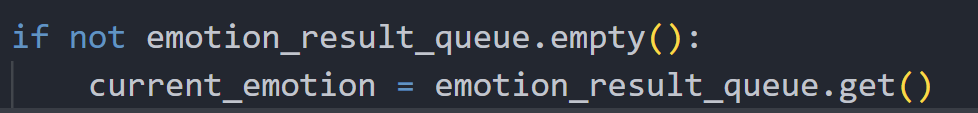 if not emotion_result_queue.empty():
    current_emotion = emotion_result_queue.get()